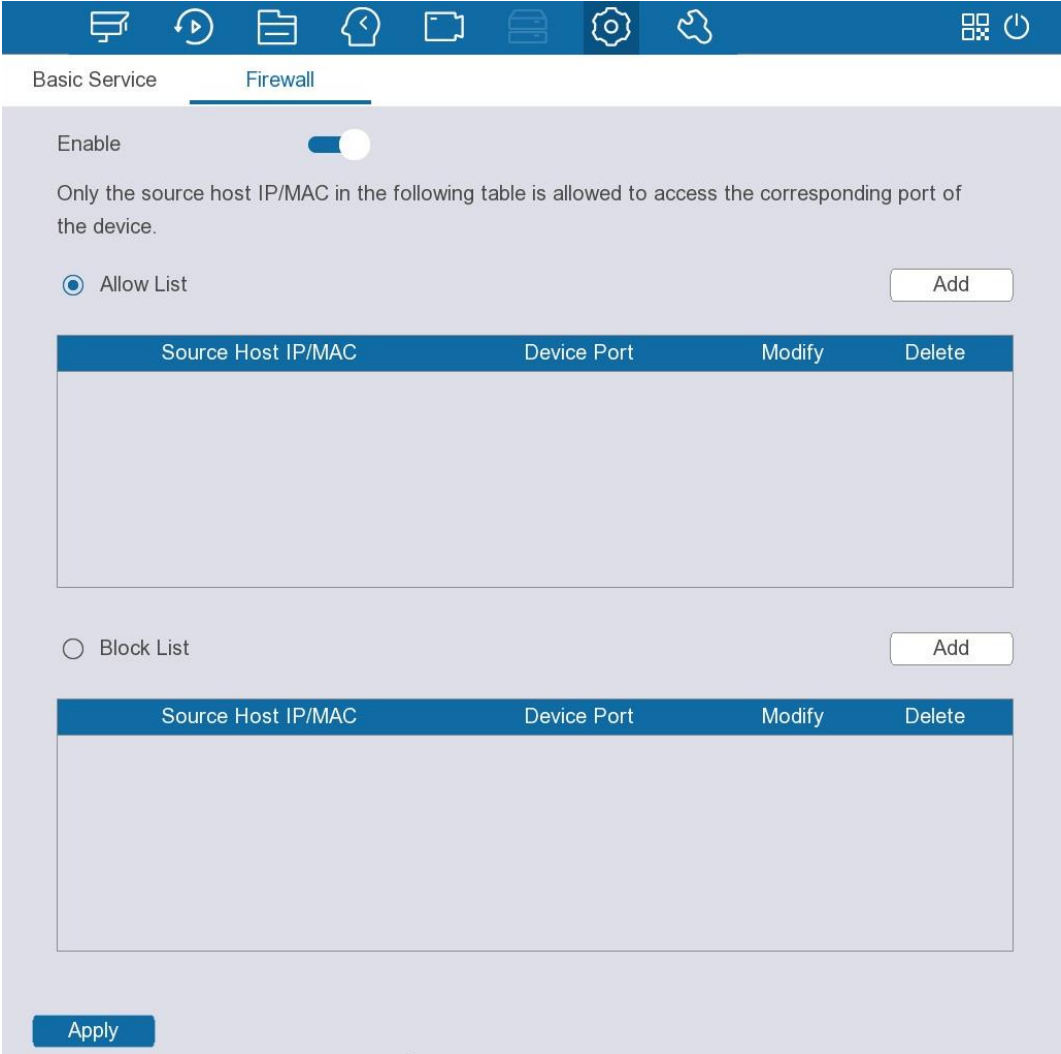 Basic Service Firewall
Enable
Only the source host IP/MAC in the following table is allowed to access the corresponding port of
the device.
Allow List Add
Source Host IP/MAC Device Port Modify Delete
Block List Add
Source Host IP/MAC Device Port Modify Delete
Apply